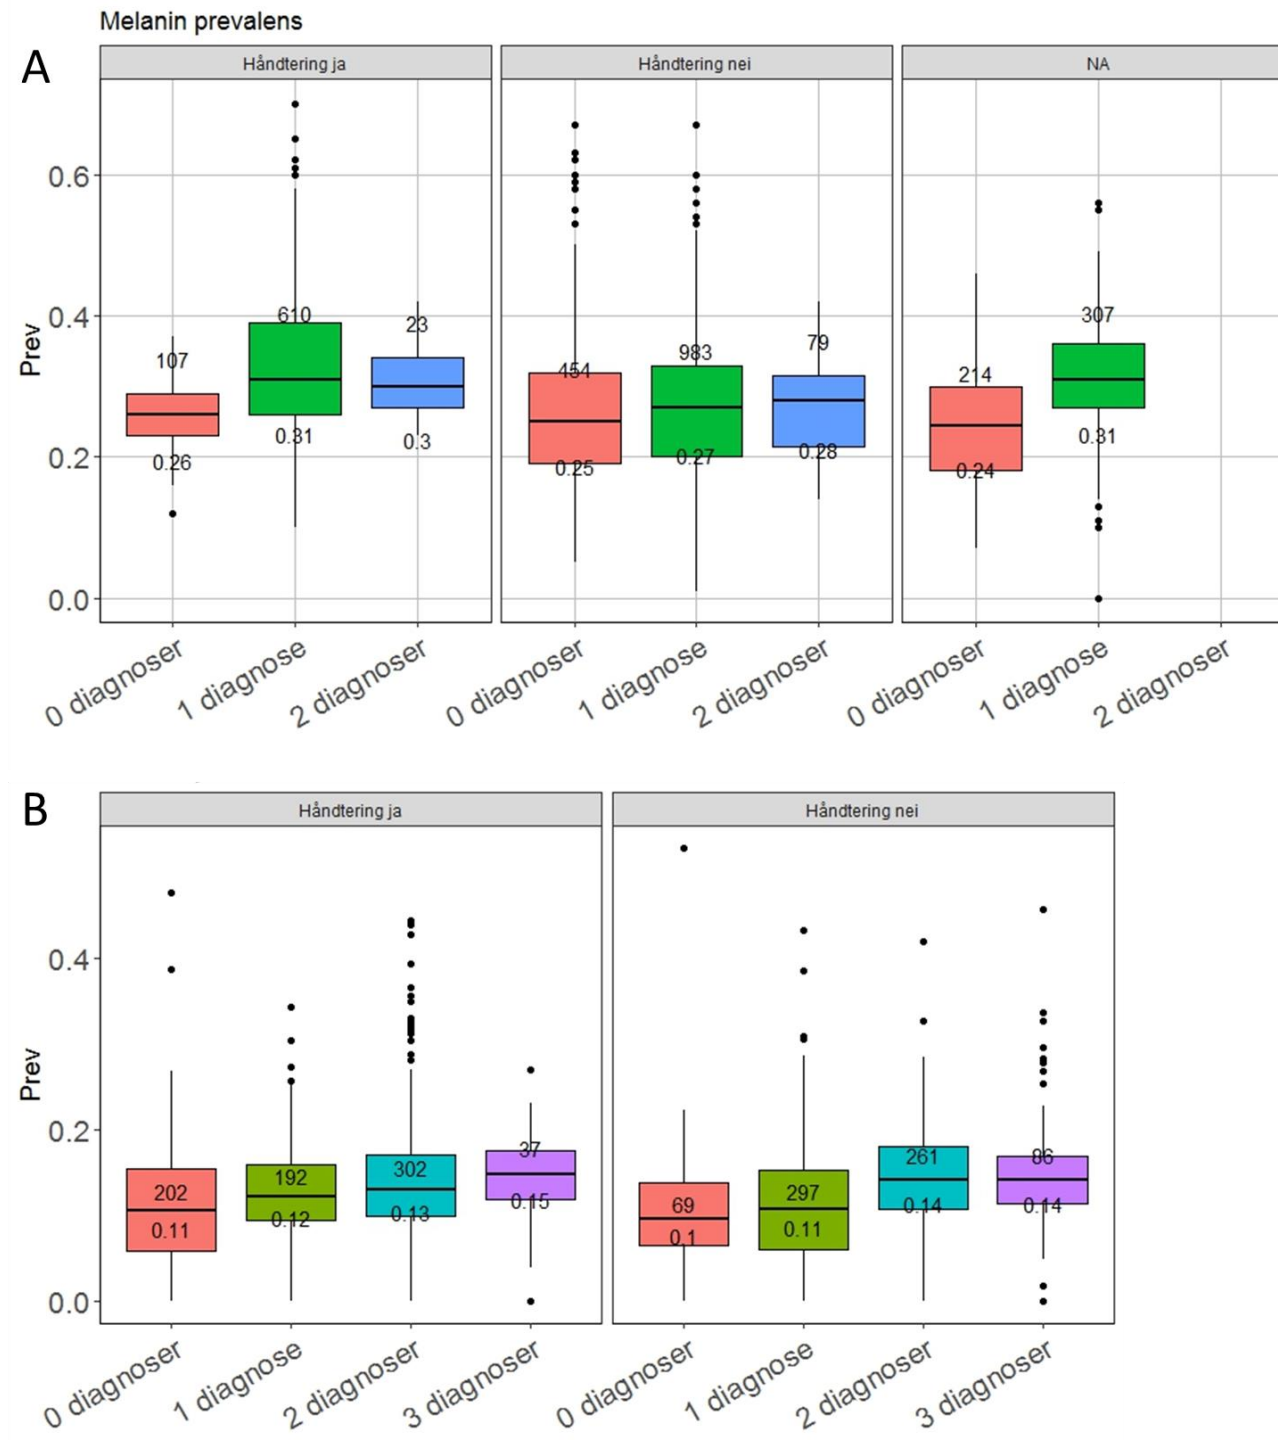 Melanin prevalens
A
Håndtering ja
Håndtering nei
NA
Prev
0.6
0.4
0.2
0.0
107
610
23
0.26
0.31
0.3
454
983
79
0.25
0.27
0.28
214
307
0.24
0.31
0 diagnoser
1 diagnose
2 diagnoser
0 diagnoser
1 diagnose
2 diagnoser
0 diagnoser
1 diagnose
2 diagnoser
B
Håndtering ja
Håndtering nei
Prev
0.4
0.2
0.0
202
192
302
37
0.11
0.12
0.13
0.15
69
297
261
86
0.1
0.11
0.14
0.14
0 diagnoser
1 diagnose
2 diagnoser
3 diagnoser
0 diagnoser
1 diagnose
2 diagnoser
3 diagnoser